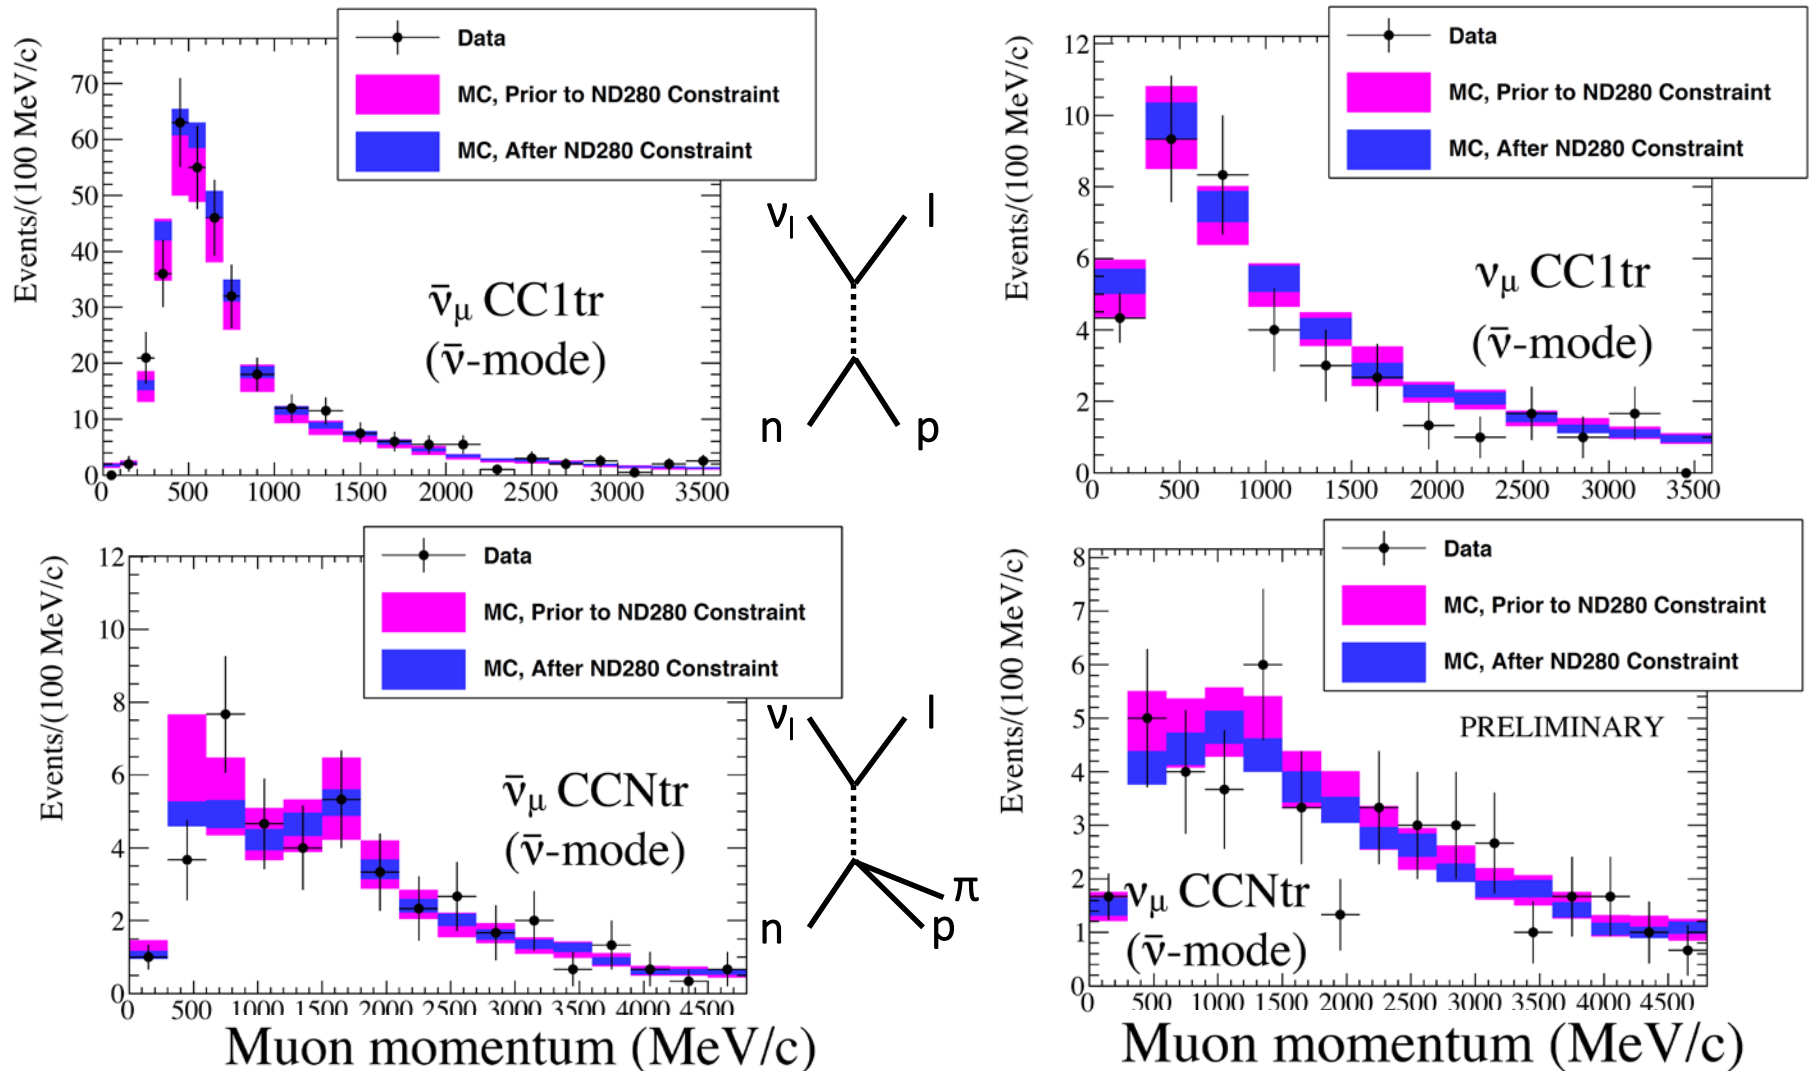 Data
MC, Prior to ND280 Constraint
MC, After ND280 Constraint
Events/(100 MeV/c)
70
60
50
40
30
20
10
0
0 500 1000 1500 2000 2500 3000 3500
ν̄μ CC1tr
(ν̄-mode)
νl l
n p
Data
MC, Prior to ND280 Constraint
MC, After ND280 Constraint
Events/(100 MeV/c)
12
10
8
6
4
2
0
0 500 1000 1500 2000 2500 3000 3500
νμ CC1tr
(ν̄-mode)
Data
MC, Prior to ND280 Constraint
MC, After ND280 Constraint
Events/(100 MeV/c)
12
10
8
6
4
2
0
0 500 1000 1500 2000 2500 3000 3500 4000 4500
ν̄μ CCNtr
(ν̄-mode)
Muon momentum (MeV/c)
νl l
π
n p
Data
MC, Prior to ND280 Constraint
MC, After ND280 Constraint
Events/(100 MeV/c)
8
7
6
5
4
3
2
1
0
0 500 1000 1500 2000 2500 3000 3500 4000 4500
PRELIMINARY
νμ CCNtr
(ν̄-mode)
Muon momentum (MeV/c)